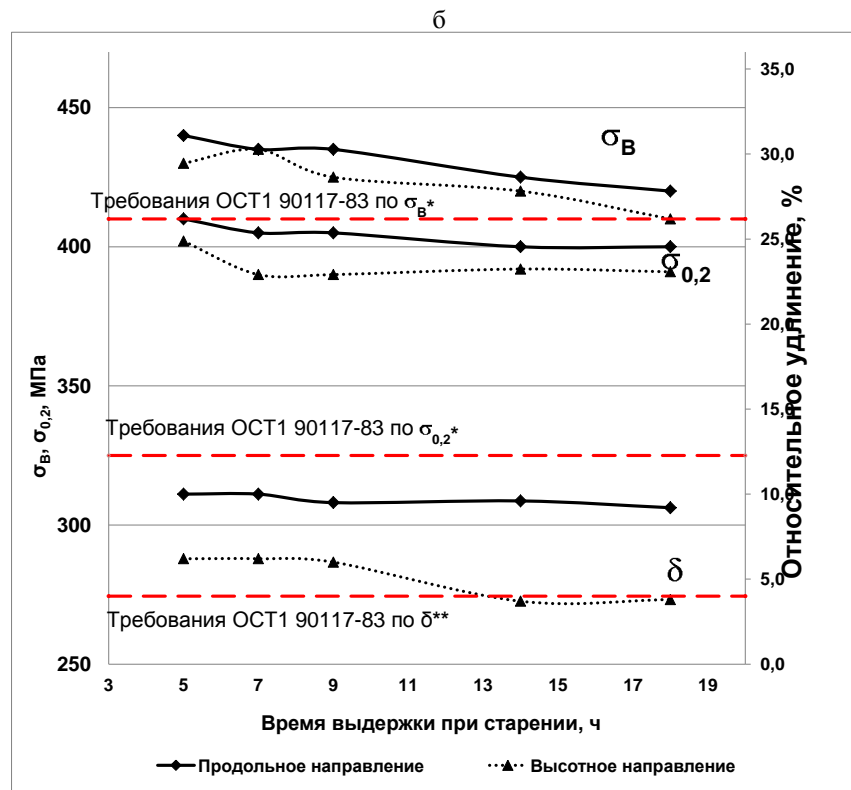 б
450
400
350
300
250
σВ, σ0,2, МПа
35,0
30,0
25,0
20,0
15,0
10,0
5,0
0,0
Относительное удлинение, %
σВ
Требования ОСТ1 90117-83 по σВ*
σ0,2
Требования ОСТ1 90117-83 по σ0,2*
δ
Требования ОСТ1 90117-83 по δ**
3 5 7 9 11 13 15 17 19
Время выдержки при старении, ч
Продольное направление Высотное направление